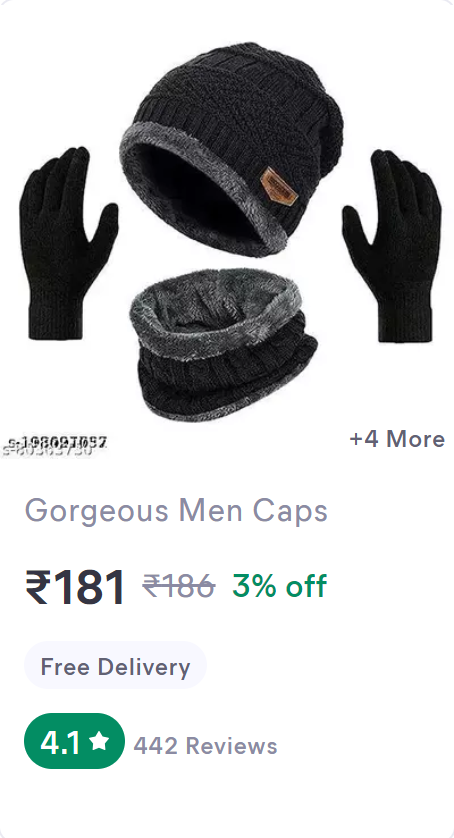 +4 More
Gorgeous Men Caps
₹181 ₹186 3% off
Free Delivery
4.1 ★ 442 Reviews